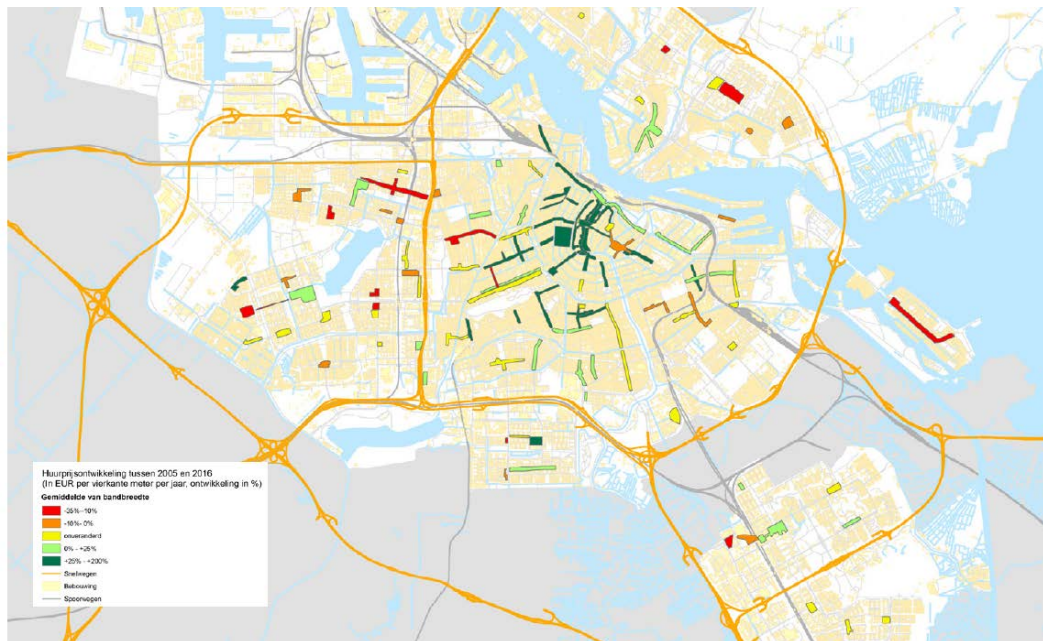 Huurprijsontwikkeling tussen 2005 en 2016
(In EUR per vierkante meter per jaar, ontwikkeling in %)
Gemiddelde van bandbreedte
-35%--10%
-10%- 0%
onveranderd
0% - +25%
+25% - +200%
Snelwegen
Bebouwing
Spoorwegen